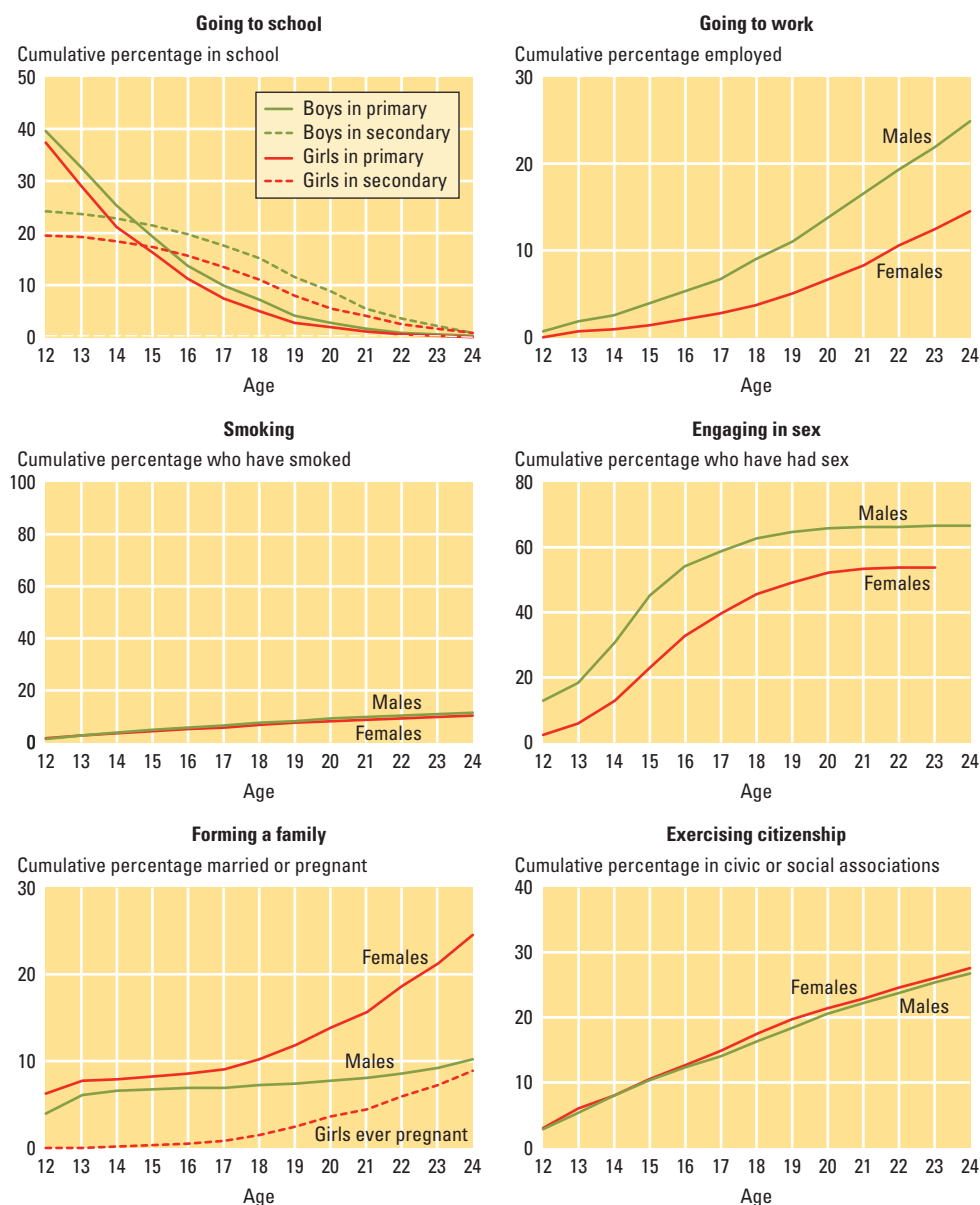 Going to school
Cumulative percentage in school
50
40
30
20
10
0
Boys in primary
Boys in secondary
Girls in primary
Girls in secondary
12 13 14 15 16 17 18 19 20 21 22 23 24
Age
Going to work
Cumulative percentage employed
30
20
10
0
Males
Females
12 13 14 15 16 17 18 19 20 21 22 23 24
Age
Smoking
Cumulative percentage who have smoked
100
80
60
40
20
0
Males
Females
12 13 14 15 16 17 18 19 20 21 22 23 24
Age
Engaging in sex
Cumulative percentage who have had sex
80
60
40
20
0
Males
Females
12 13 14 15 16 17 18 19 20 21 22 23 24
Age
Forming a family
Cumulative percentage married or pregnant
30
20
10
0
Females
Males
Girls ever pregnant
12 13 14 15 16 17 18 19 20 21 22 23 24
Age
Exercising citizenship
Cumulative percentage in civic or social associations
40
30
20
10
0
Females
Males
12 13 14 15 16 17 18 19 20 21 22 23 24
Age